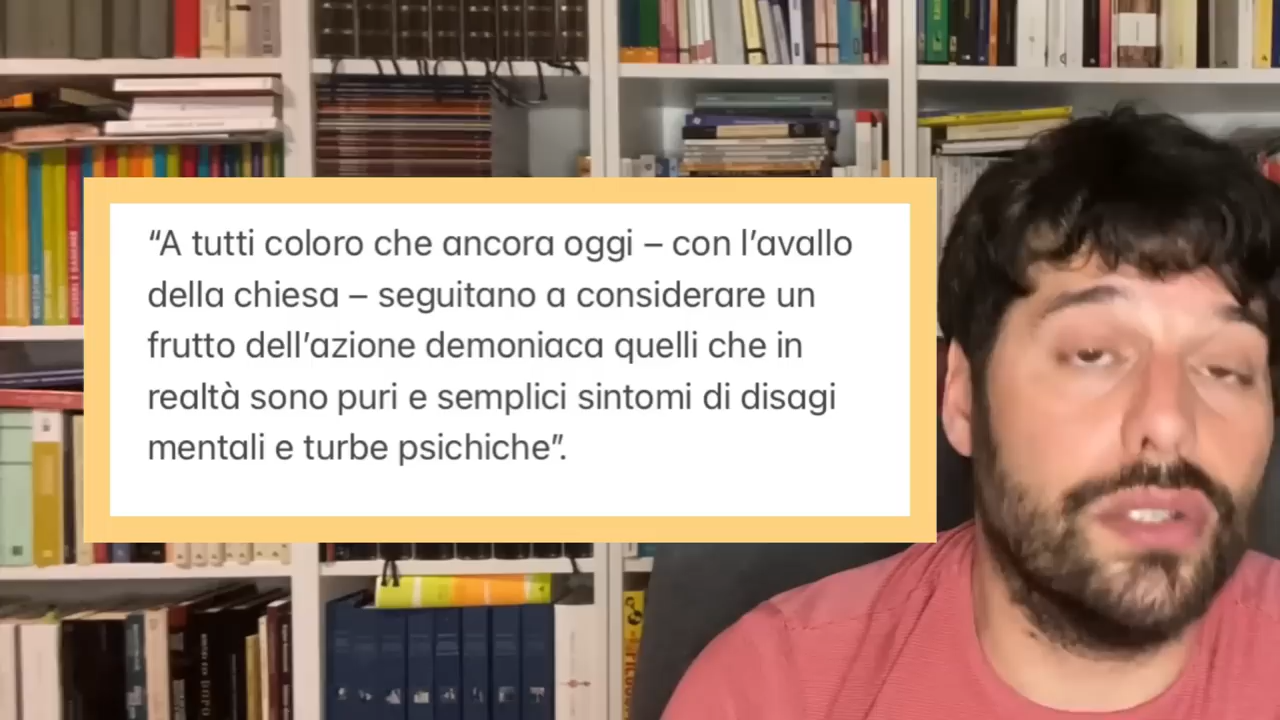 “A tutti coloro che ancora oggi – con l’avallo
della chiesa – seguitano a considerare un
frutto dell’azione demoniaca quelli che in
realtà sono puri e semplici sintomi di disagi
mentali e turbe psichiche”.